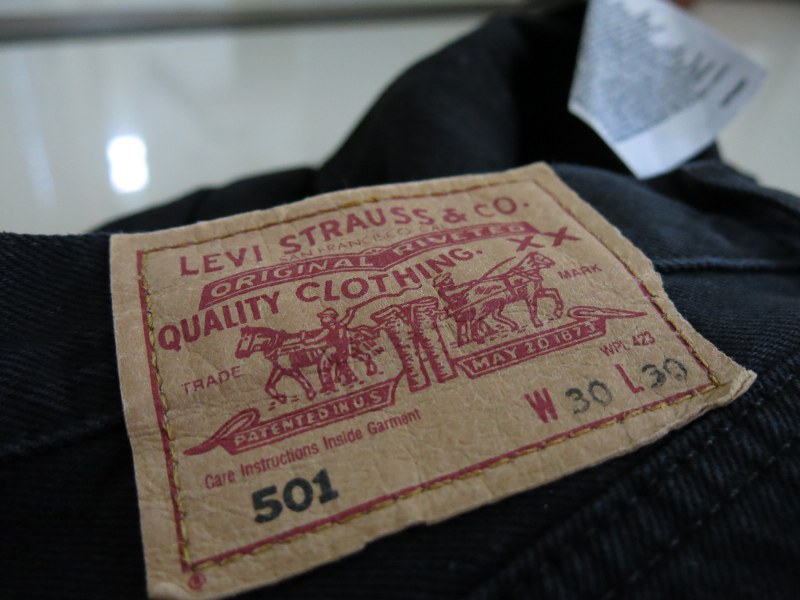 LEVI STRAUSS & CO.
SAN FRANCISCO CAL.
ORIGINAL RIVETED
QUALITY CLOTHING. XX
TRADE MARK
PATENTED IN U.S. MAY 20 1873
WPL 423
Care Instructions Inside Garment
W 30 L 30
501
®